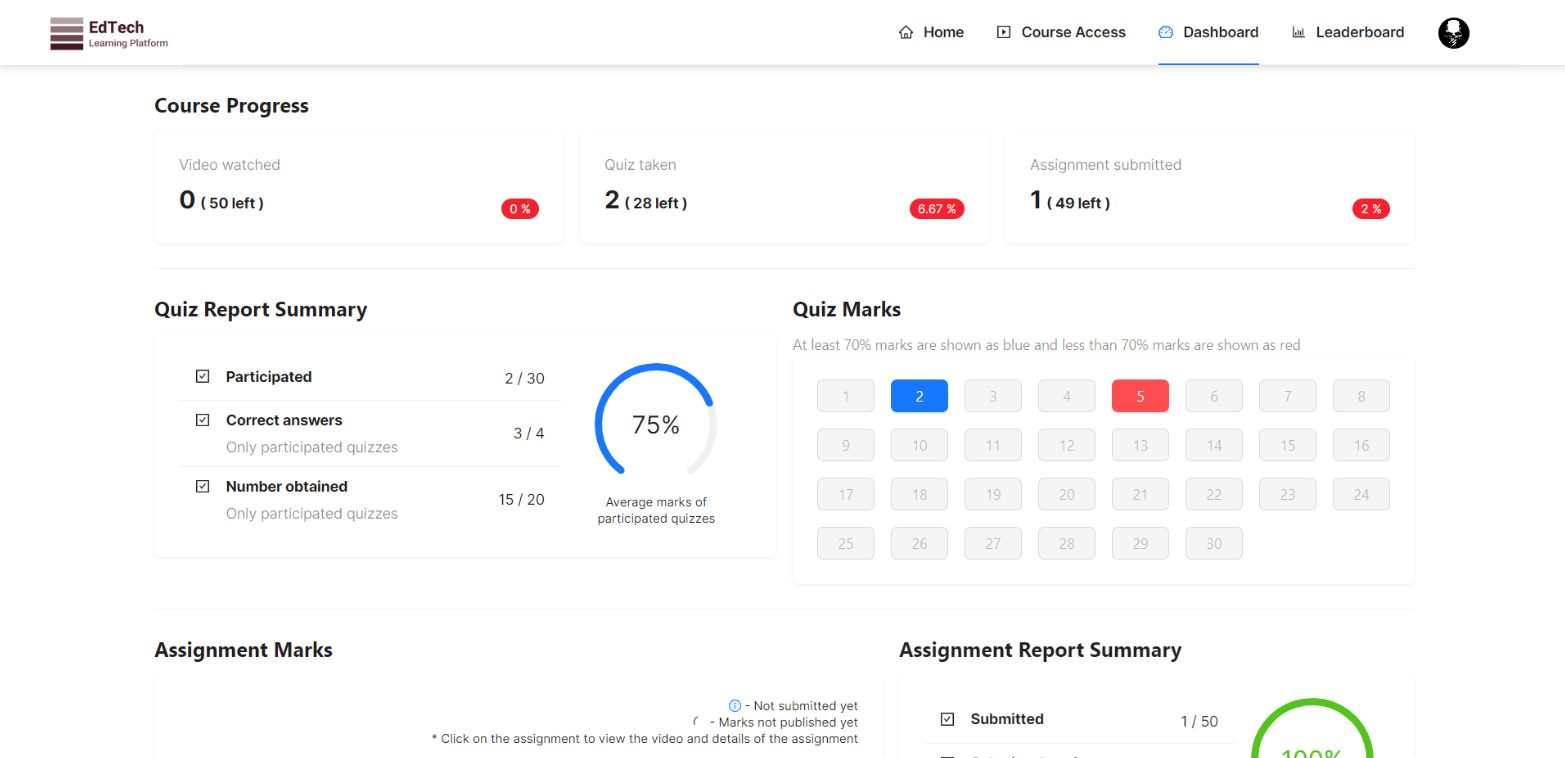 EdTech
Learning Platform
Home
Course Access
Dashboard
Leaderboard
Course Progress
Video watched
0 ( 50 left )
0 %
Quiz taken
2 ( 28 left )
6.67 %
Assignment submitted
1 ( 49 left )
2 %
Quiz Report Summary
Participated
2 / 30
Correct answers
3 / 4
Only participated quizzes
Number obtained
15 / 20
Only participated quizzes
75%
Average marks of
participated quizzes
Quiz Marks
At least 70% marks are shown as blue and less than 70% marks are shown as red
1 2 3 4 5 6 7 8
9 10 11 12 13 14 15 16
17 18 19 20 21 22 23 24
25 26 27 28 29 30
Assignment Marks
- Not submitted yet
- Marks not published yet
* Click on the assignment to view the video and details of the assignment
Assignment Report Summary
Submitted
1 / 50
100%